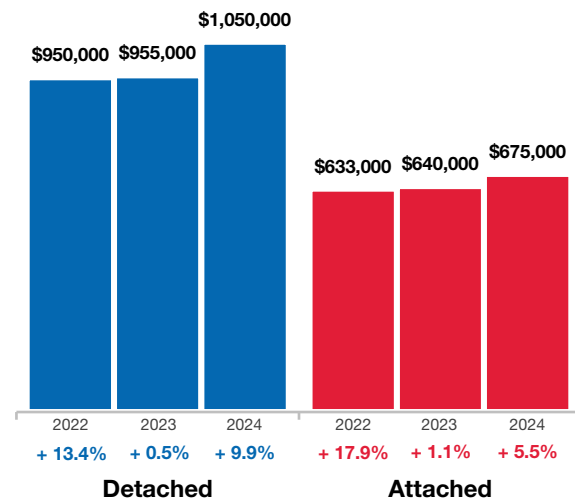 $950,000 $955,000 $1,050,000
$633,000 $640,000 $675,000
2022 2023 2024 2022 2023 2024
+ 13.4% + 0.5% + 9.9% + 17.9% + 1.1% + 5.5%
Detached Attached